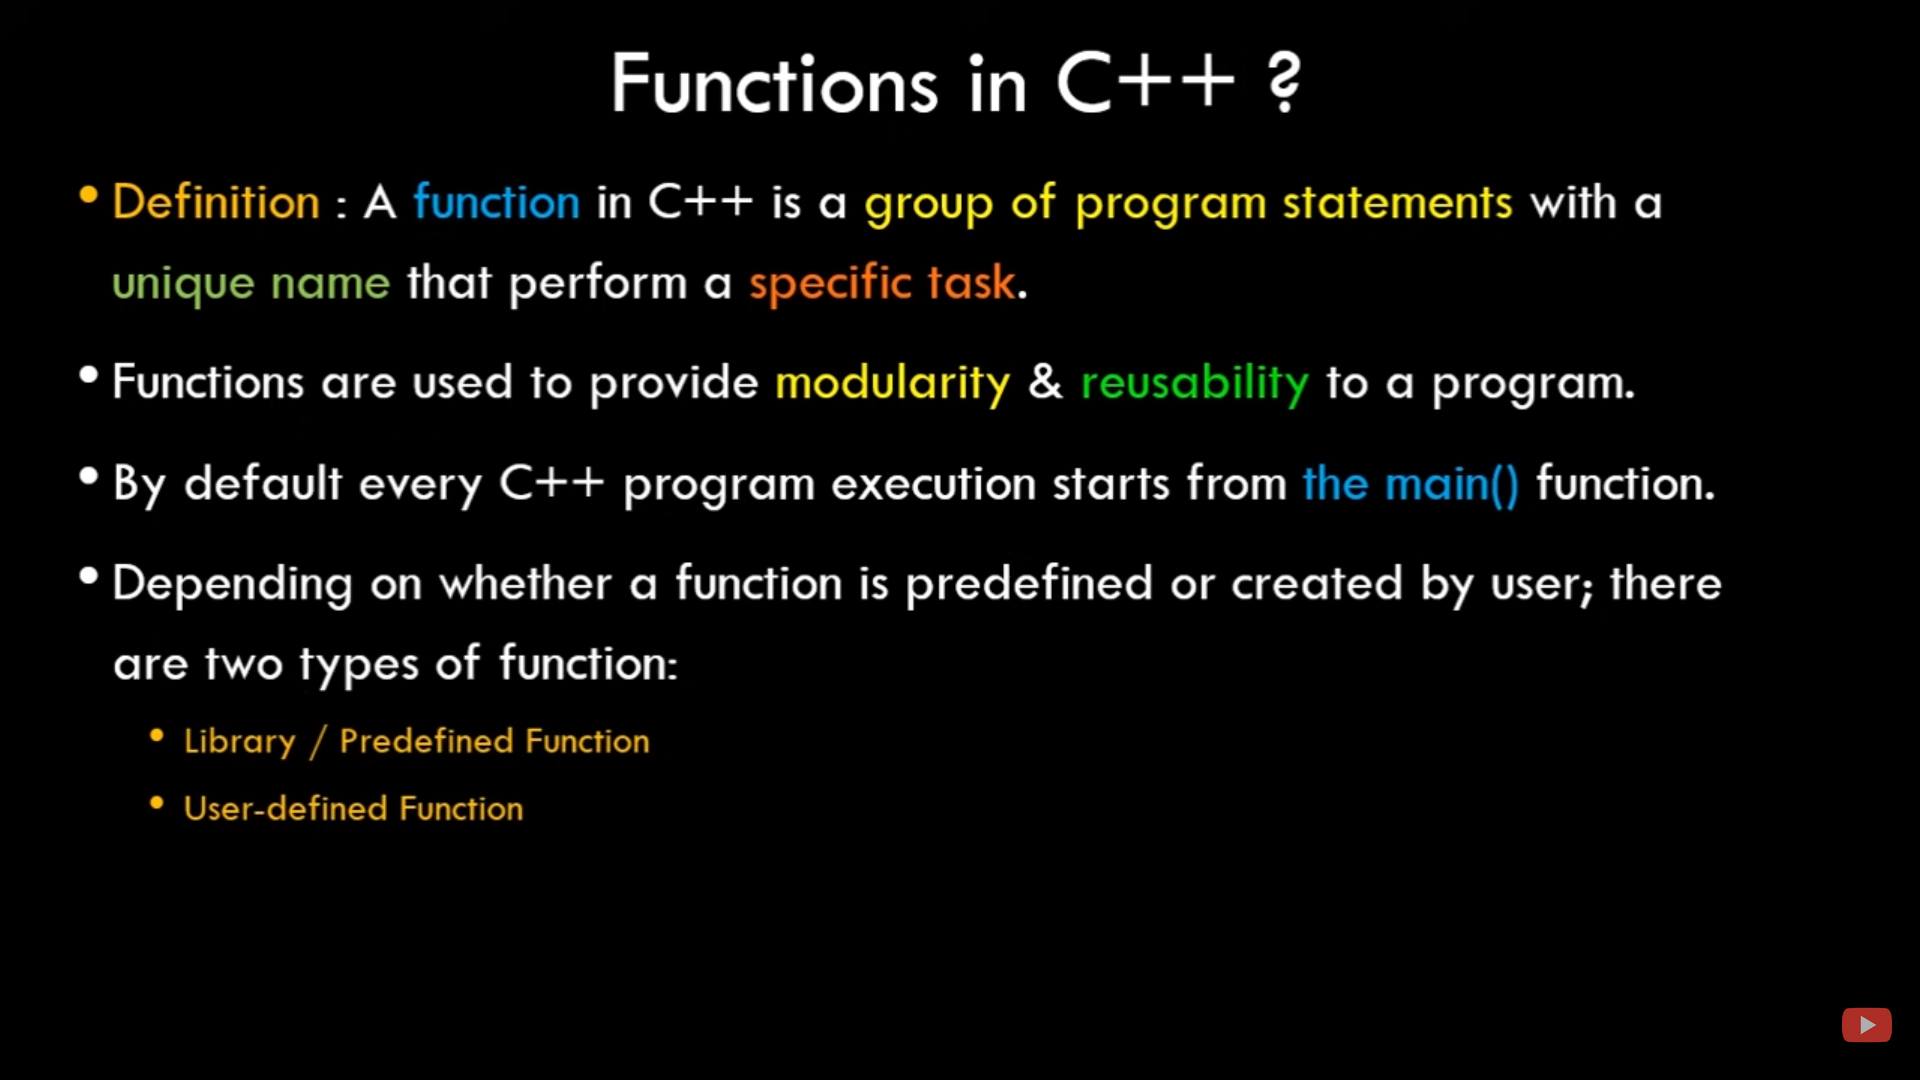 Functions in C++ ?
• Definition : A function in C++ is a group of program statements with a
unique name that perform a specific task.
• Functions are used to provide modularity & reusability to a program.
• By default every C++ program execution starts from the main() function.
• Depending on whether a function is predefined or created by user; there
are two types of function:
• Library / Predefined Function
• User-defined Function